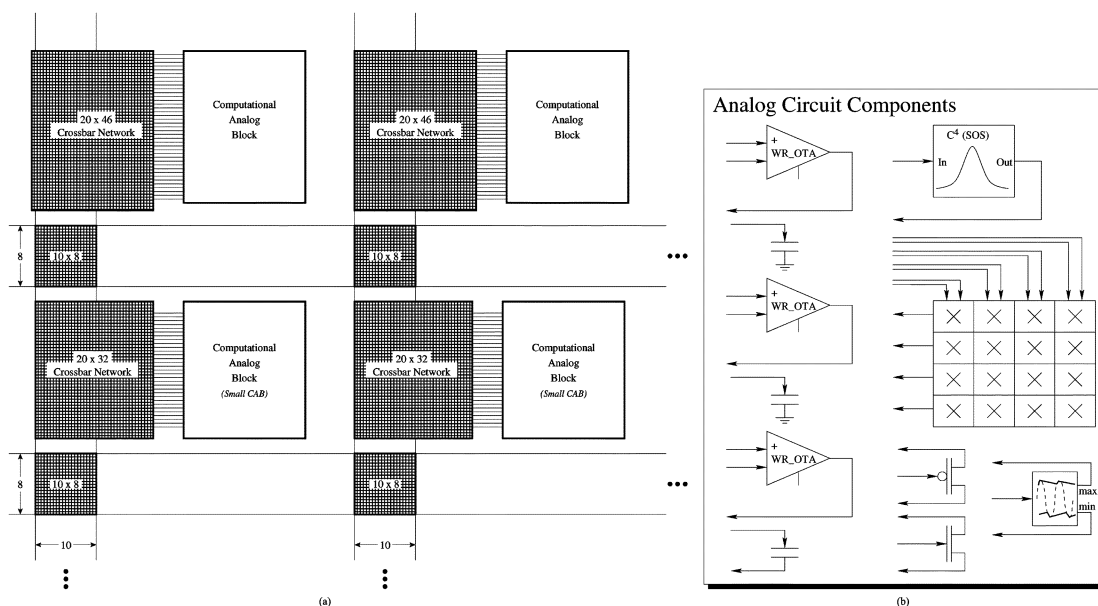 20 x 46
Crossbar Network
Computational
Analog
Block
20 x 46
Crossbar Network
Computational
Analog
Block
8
10 x 8
10 x 8
•••
20 x 32
Crossbar Network
Computational
Analog
Block
(Small CAB)
20 x 32
Crossbar Network
Computational
Analog
Block
(Small CAB)
8
10 x 8
10 x 8
•••
10
10
(a)
Analog Circuit Components
+
WR_OTA
C⁴ (SOS)
In
Out
+
WR_OTA
+
WR_OTA
max
min
(b)